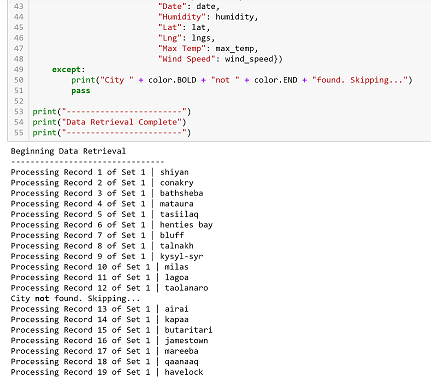 43 "Date": date,
44 "Humidity": humidity,
45 "Lat": lat,
46 "Lng": lngs,
47 "Max Temp": max_temp,
48 "Wind Speed": wind_speed})
49 except:
50 print("City " + color.BOLD + "not " + color.END + "found. Skipping...")
51 pass
52
53 print("-----------------------")
54 print("Data Retrieval Complete")
55 print("-----------------------")
Beginning Data Retrieval
--------------------------------
Processing Record 1 of Set 1 | shiyan
Processing Record 2 of Set 1 | conakry
Processing Record 3 of Set 1 | bathsheba
Processing Record 4 of Set 1 | mataura
Processing Record 5 of Set 1 | tasiilaq
Processing Record 6 of Set 1 | henties bay
Processing Record 7 of Set 1 | bluff
Processing Record 8 of Set 1 | talnakh
Processing Record 9 of Set 1 | kysyl-syr
Processing Record 10 of Set 1 | milas
Processing Record 11 of Set 1 | lagoa
Processing Record 12 of Set 1 | taolanaro
City not found. Skipping...
Processing Record 13 of Set 1 | airai
Processing Record 14 of Set 1 | kapaa
Processing Record 15 of Set 1 | butaritari
Processing Record 16 of Set 1 | jamestown
Processing Record 17 of Set 1 | mareeba
Processing Record 18 of Set 1 | qaanaaq
Processing Record 19 of Set 1 | havelock